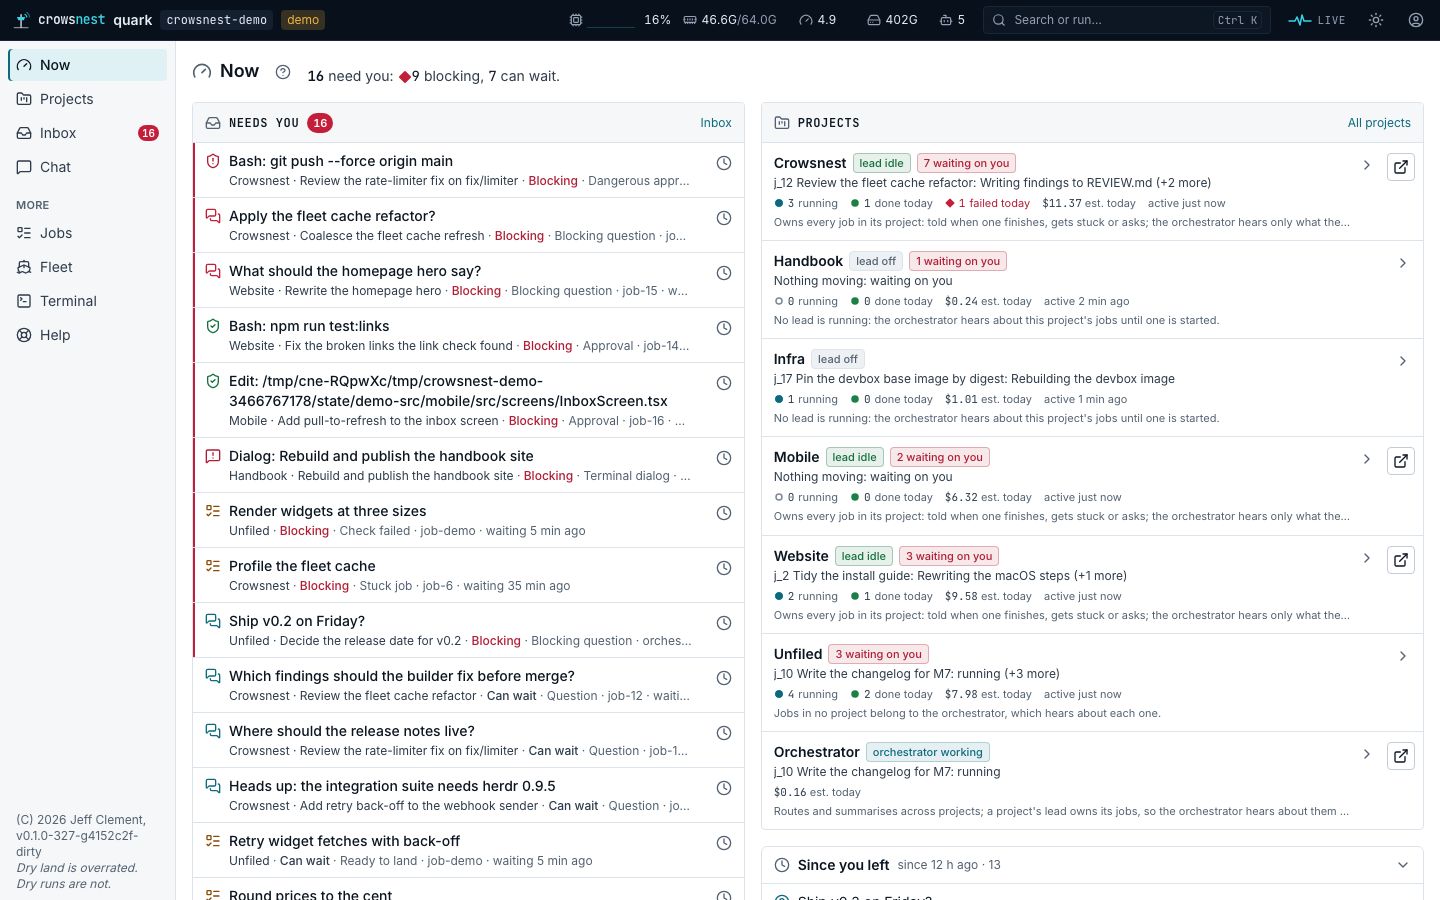 crowsnest quark crowsnest-demo demo 16% 46.6G/64.0G 4.9 402G 5 Search or run... Ctrl K LIVE
Now
Projects
Inbox 16
Chat
MORE
Jobs
Fleet
Terminal
Help
(C) 2026 Jeff Clement,
v0.1.0-327-g4152c2f-
dirty
Dry land is overrated.
Dry runs are not.
Now 16 need you: 9 blocking, 7 can wait.
NEEDS YOU 16 Inbox
Bash: git push --force origin main
Crowsnest · Review the rate-limiter fix on fix/limiter · Blocking · Dangerous appr...
Apply the fleet cache refactor?
Crowsnest · Coalesce the fleet cache refresh · Blocking · Blocking question · jo...
What should the homepage hero say?
Website · Rewrite the homepage hero · Blocking · Blocking question · job-15 · w...
Bash: npm run test:links
Website · Fix the broken links the link check found · Blocking · Approval · job-14...
Edit: /tmp/cne-RQpwXc/tmp/crowsnest-demo-
3466767178/state/demo-src/mobile/src/screens/InboxScreen.tsx
Mobile · Add pull-to-refresh to the inbox screen · Blocking · Approval · job-16 · ...
Dialog: Rebuild and publish the handbook site
Handbook · Rebuild and publish the handbook site · Blocking · Terminal dialog · ...
Render widgets at three sizes
Unfiled · Blocking · Check failed · job-demo · waiting 5 min ago
Profile the fleet cache
Crowsnest · Blocking · Stuck job · job-6 · waiting 35 min ago
Ship v0.2 on Friday?
Unfiled · Decide the release date for v0.2 · Blocking · Blocking question · orches...
Which findings should the builder fix before merge?
Crowsnest · Review the fleet cache refactor · Can wait · Question · job-12 · waiti...
Where should the release notes live?
Crowsnest · Review the rate-limiter fix on fix/limiter · Can wait · Question · job-1...
Heads up: the integration suite needs herdr 0.9.5
Crowsnest · Add retry back-off to the webhook sender · Can wait · Question · jo...
Retry widget fetches with back-off
Unfiled · Can wait · Ready to land · job-demo · waiting 5 min ago
Round prices to the cent
PROJECTS All projects
Crowsnest lead idle 7 waiting on you
j_12 Review the fleet cache refactor: Writing findings to REVIEW.md (+2 more)
3 running 1 done today 1 failed today $11.37 est. today active just now
Owns every job in its project: told when one finishes, gets stuck or asks; the orchestrator hears only what the...
Handbook lead off 1 waiting on you
Nothing moving: waiting on you
0 running 0 done today $0.24 est. today active 2 min ago
No lead is running: the orchestrator hears about this project's jobs until one is started.
Infra lead off
j_17 Pin the devbox base image by digest: Rebuilding the devbox image
1 running 0 done today $1.01 est. today active 1 min ago
No lead is running: the orchestrator hears about this project's jobs until one is started.
Mobile lead idle 2 waiting on you
Nothing moving: waiting on you
0 running 0 done today $6.32 est. today active just now
Owns every job in its project: told when one finishes, gets stuck or asks; the orchestrator hears only what the...
Website lead idle 3 waiting on you
j_2 Tidy the install guide: Rewriting the macOS steps (+1 more)
2 running 1 done today $9.58 est. today active just now
Owns every job in its project: told when one finishes, gets stuck or asks; the orchestrator hears only what the...
Unfiled 3 waiting on you
j_10 Write the changelog for M7: running (+3 more)
4 running 2 done today $7.98 est. today active just now
Jobs in no project belong to the orchestrator, which hears about each one.
Orchestrator orchestrator working
j_10 Write the changelog for M7: running
$0.16 est. today
Routes and summarises across projects; a project's lead owns its jobs, so the orchestrator hears about them ...
Since you left since 12 h ago · 13
Ship v0.2 on Friday?